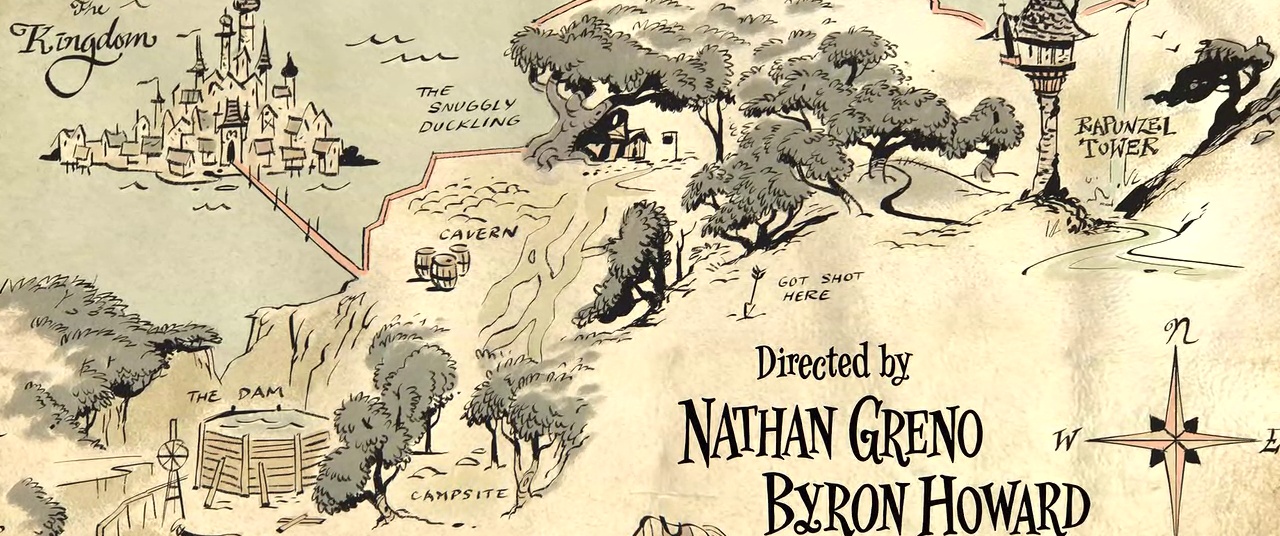 The
Kingdom
THE
SNUGGLY
DUCKLING
RAPUNZEL
TOWER
CAVERN
GOT SHOT
HERE
THE DAM
CAMPSITE
Directed by
NATHAN GRENO
BYRON HOWARD
N
W
E